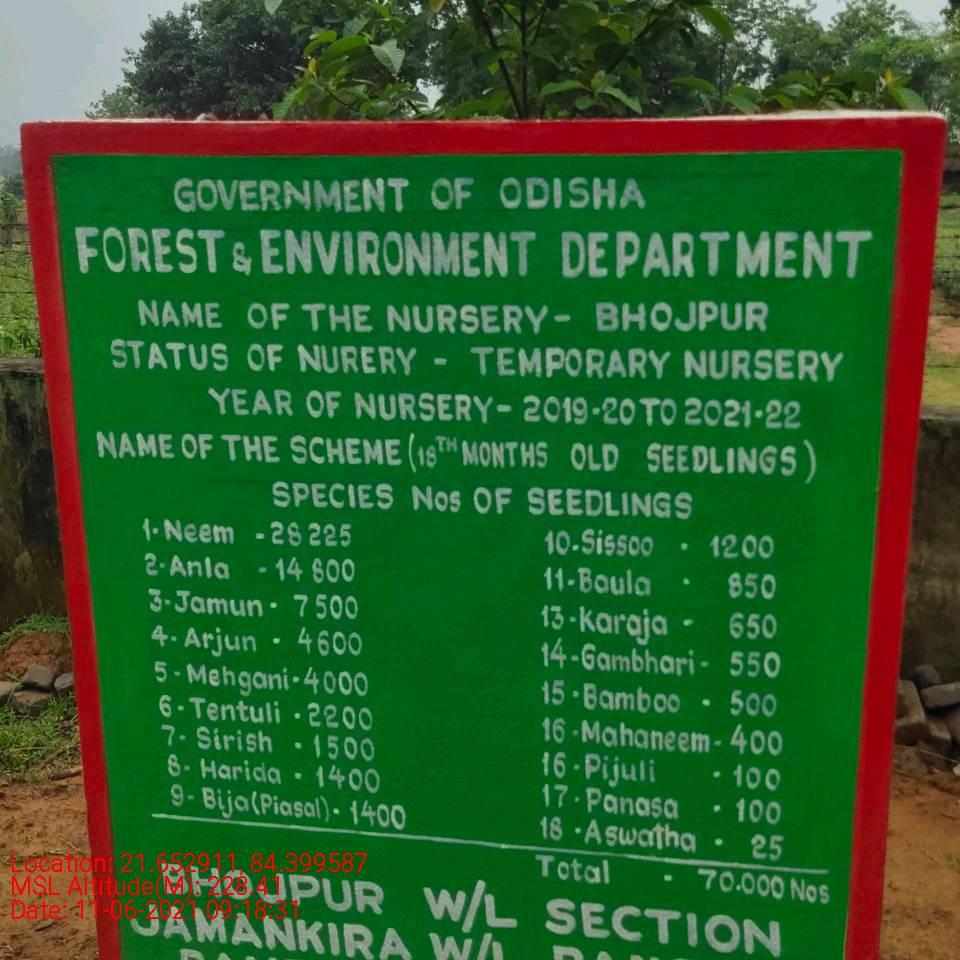 GOVERNMENT OF ODISHA
FOREST & ENVIRONMENT DEPARTMENT
NAME OF THE NURSERY- BHOJPUR
STATUS OF NURERY - TEMPORARY NURSERY
YEAR OF NURSERY- 2019-20 TO 2021-22
NAME OF THE SCHEME (18TH MONTHS OLD SEEDLINGS)
SPECIES Nos OF SEEDLINGS
1-Neem -28225
2-Anla -14800
3-Jamun- 7500
4-Arjun - 4600
5-Mehgani-4000
6-Tentuli -2200
7- Sirish -1500
8- Harida -1400
9-Bija(Piasal)-1400
10-Sissoo - 1200
11-Baula - 850
13-Karaja - 650
14-Gambhari- 550
15-Bamboo - 500
16-Mahaneem-400
16-Pijuli -100
17-Panasa -100
18-Aswatha - 25
Total - 70.000 Nos
W/L SECTION
JAMANKIRA W/L
Location: 21.652911, 84.399587
MSL Altitude(M): 228.41
Date: 11-06-2021 09:18:31